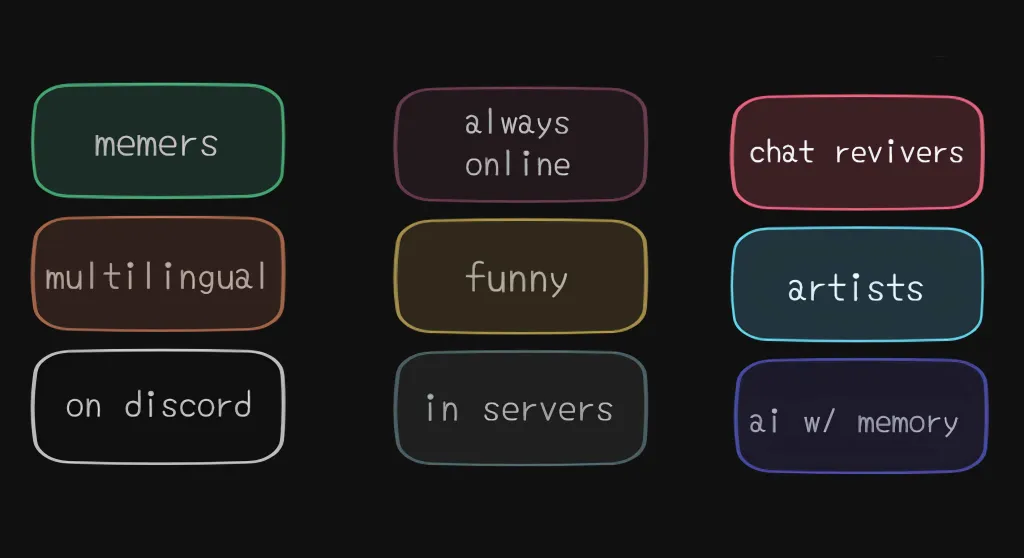 memers
always
online
chat revivers
multilingual
funny
artists
on discord
in servers
ai w/ memory